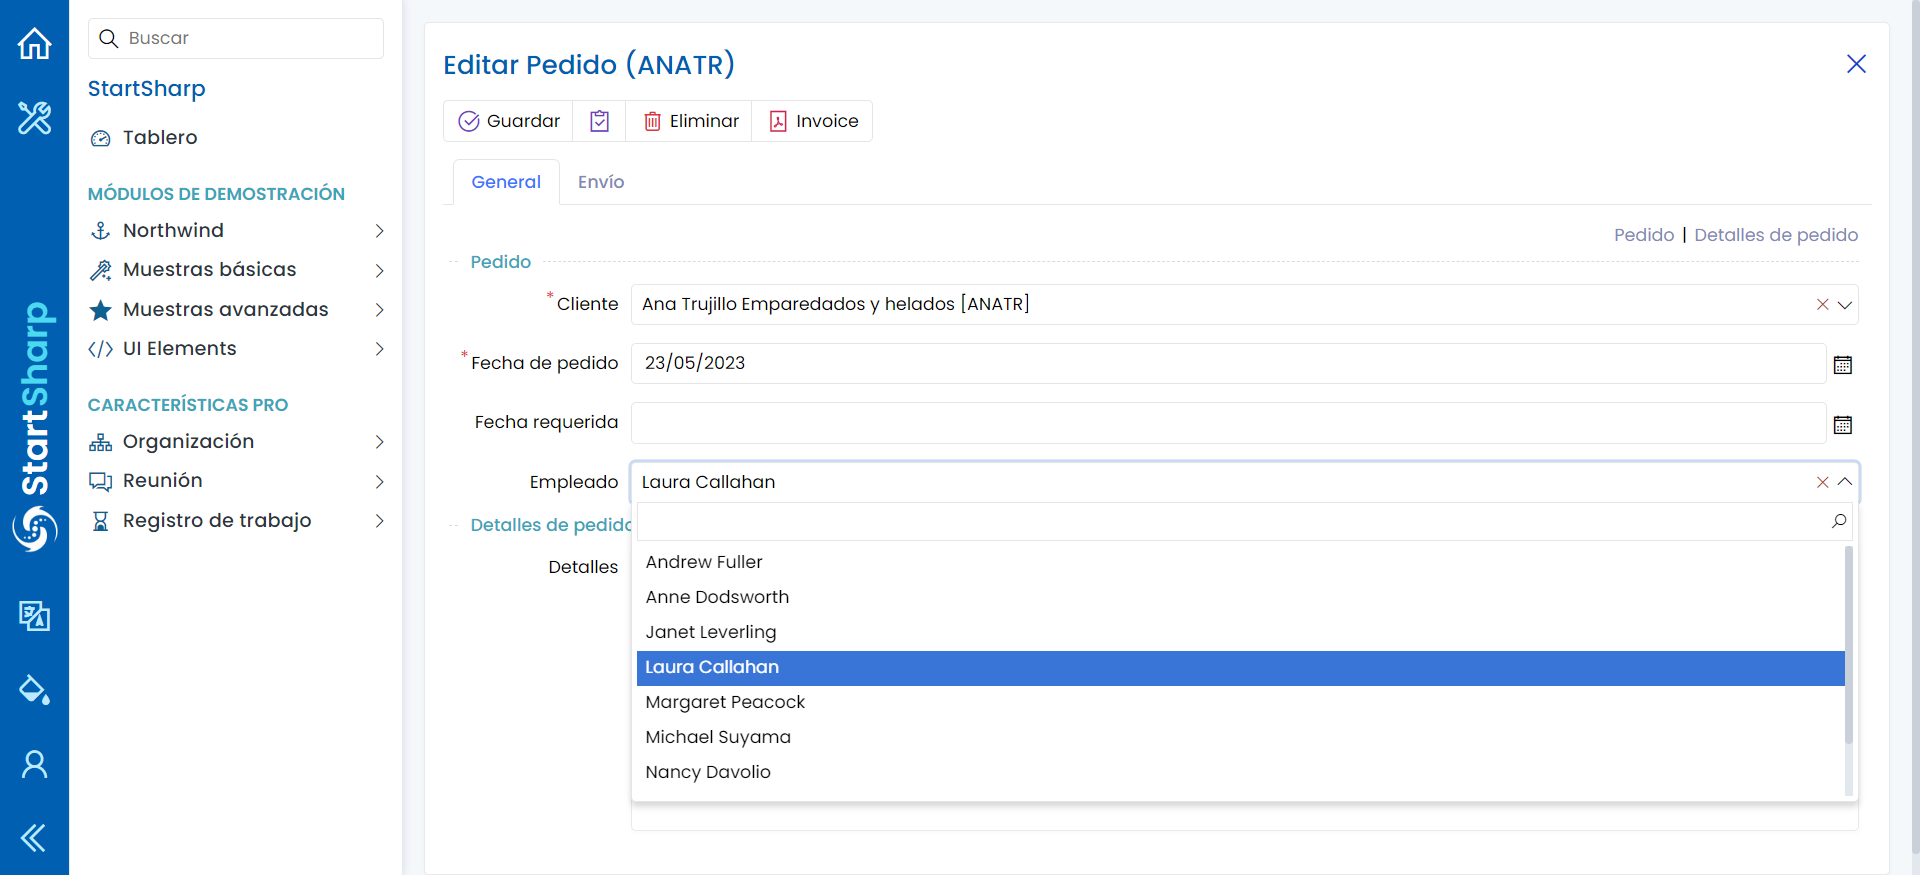 StartSharp
Buscar
StartSharp
Tablero
MÓDULOS DE DEMOSTRACIÓN
Northwind
Muestras básicas
Muestras avanzadas
UI Elements
CARACTERÍSTICAS PRO
Organización
Reunión
Registro de trabajo
Editar Pedido (ANATR)
Guardar
Eliminar
Invoice
General
Envío
Pedido | Detalles de pedido
Pedido
*Cliente
Ana Trujillo Emparedados y helados [ANATR]
*Fecha de pedido
23/05/2023
Fecha requerida
Empleado
Laura Callahan
Detalles de pedido
Detalles
Andrew Fuller
Anne Dodsworth
Janet Leverling
Laura Callahan
Margaret Peacock
Michael Suyama
Nancy Davolio